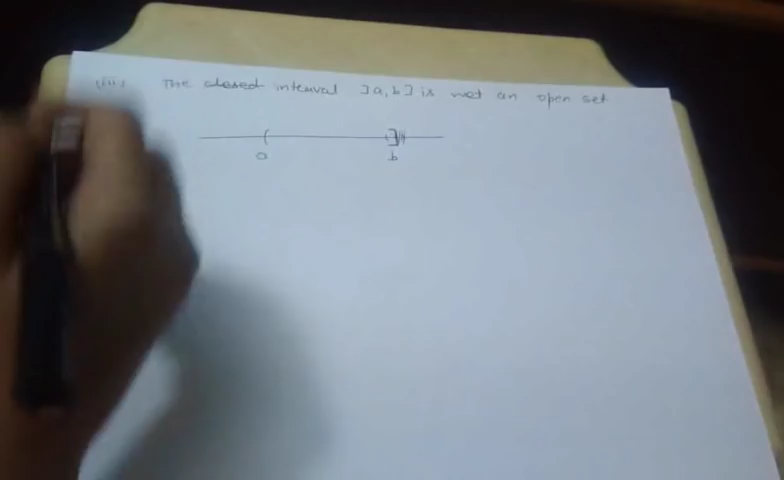 (iii) The closed interval ]a,b] is not an open set
a b